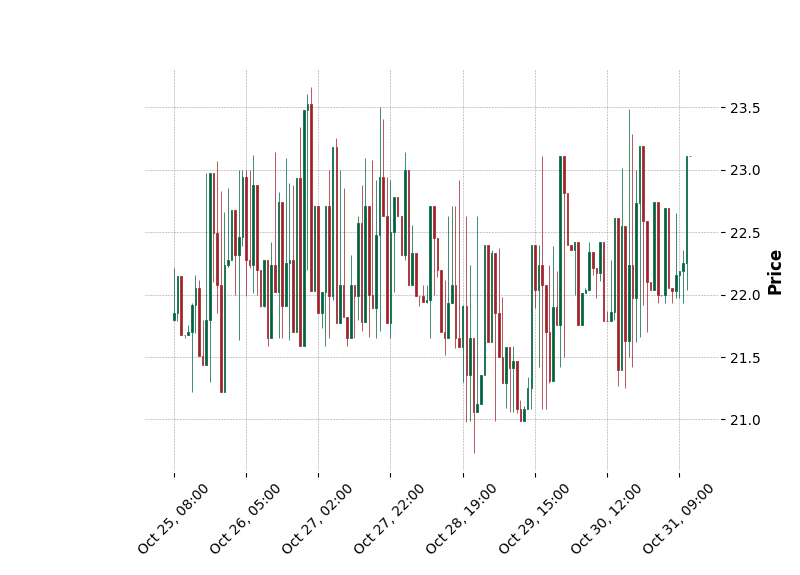 23.5
23.0
22.5
22.0
21.5
21.0
Price
Oct 25, 08:00
Oct 26, 05:00
Oct 27, 02:00
Oct 27, 22:00
Oct 28, 19:00
Oct 29, 15:00
Oct 30, 12:00
Oct 31, 09:00